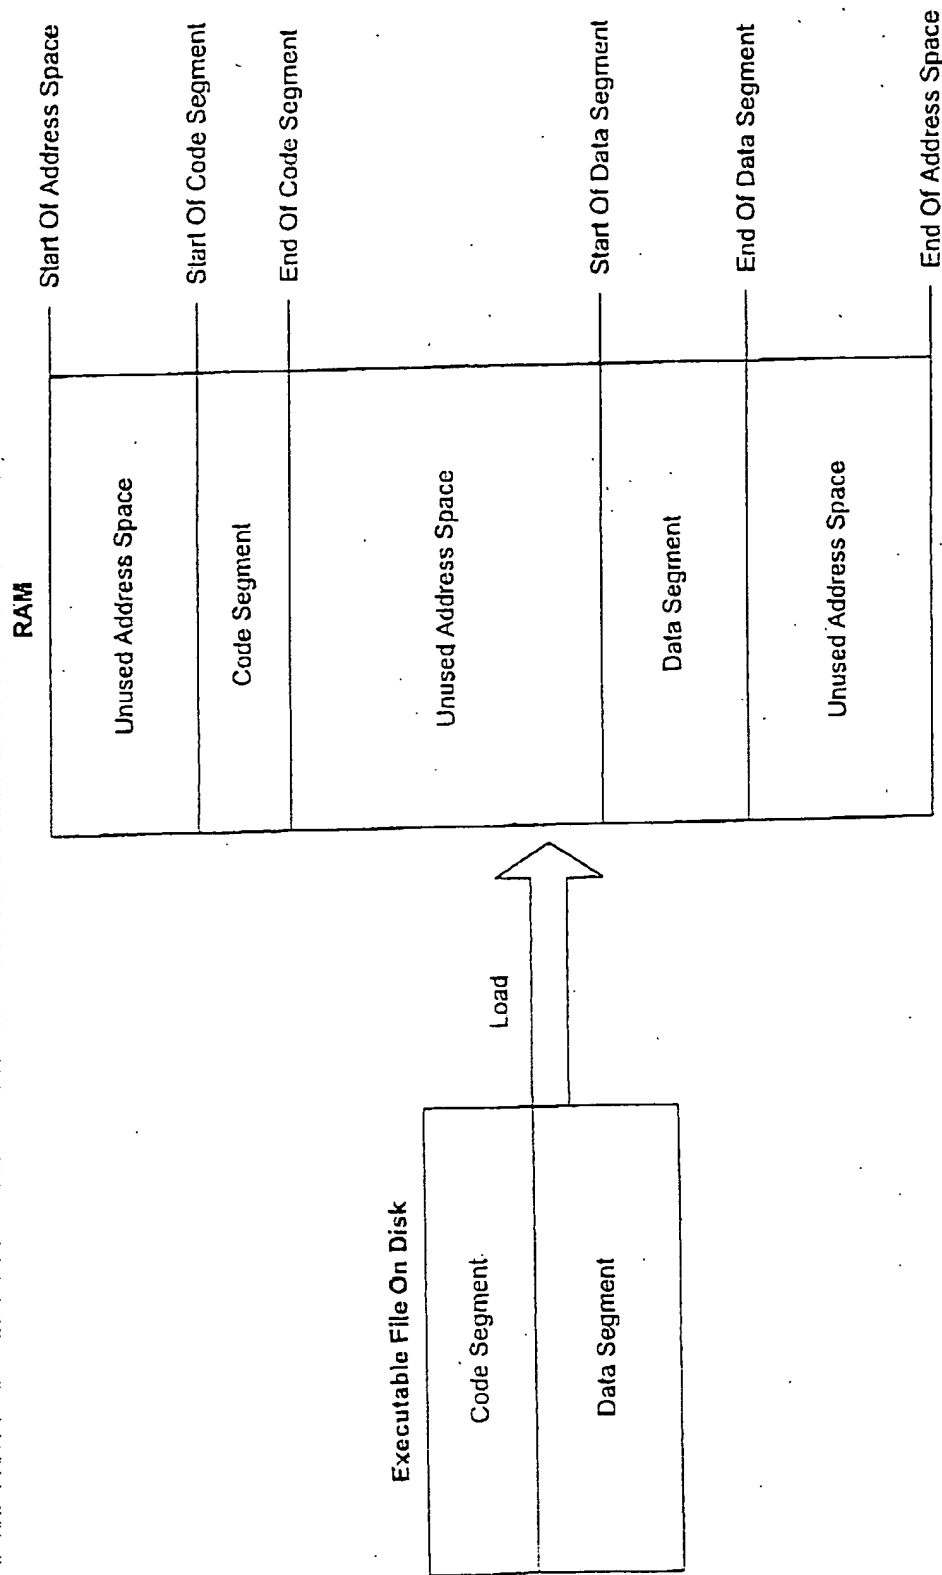 Executable File On Disk
Code Segment
Data Segment
Load
RAM
Unused Address Space
Code Segment
Unused Address Space
Data Segment
Unused Address Space
Start Of Address Space
Start Of Code Segment
End Of Code Segment
Start Of Data Segment
End Of Data Segment
End Of Address Space